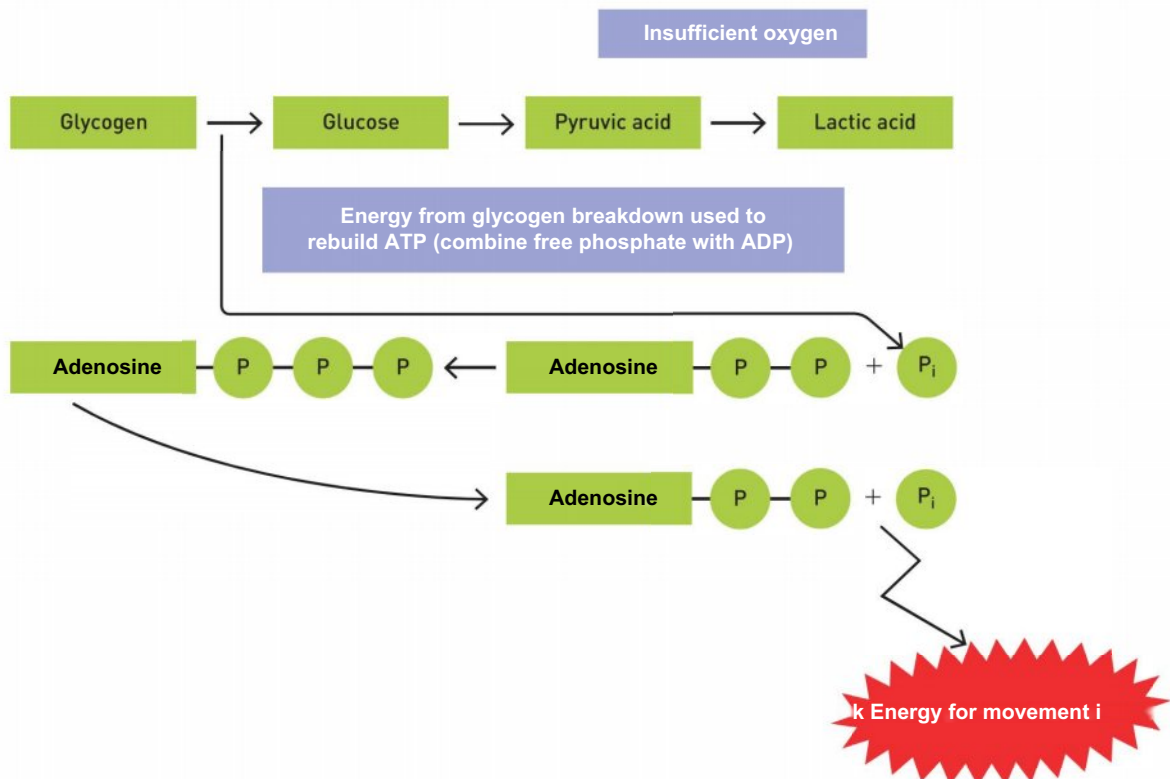 Insufficient oxygen
Glycogen Glucose Pyruvic acid Lactic acid
Energy from glycogen breakdown used to
rebuild ATP (combine free phosphate with ADP)
Adenosine P P P Adenosine P P + Pi
Adenosine P P + Pi
k Energy for movement i